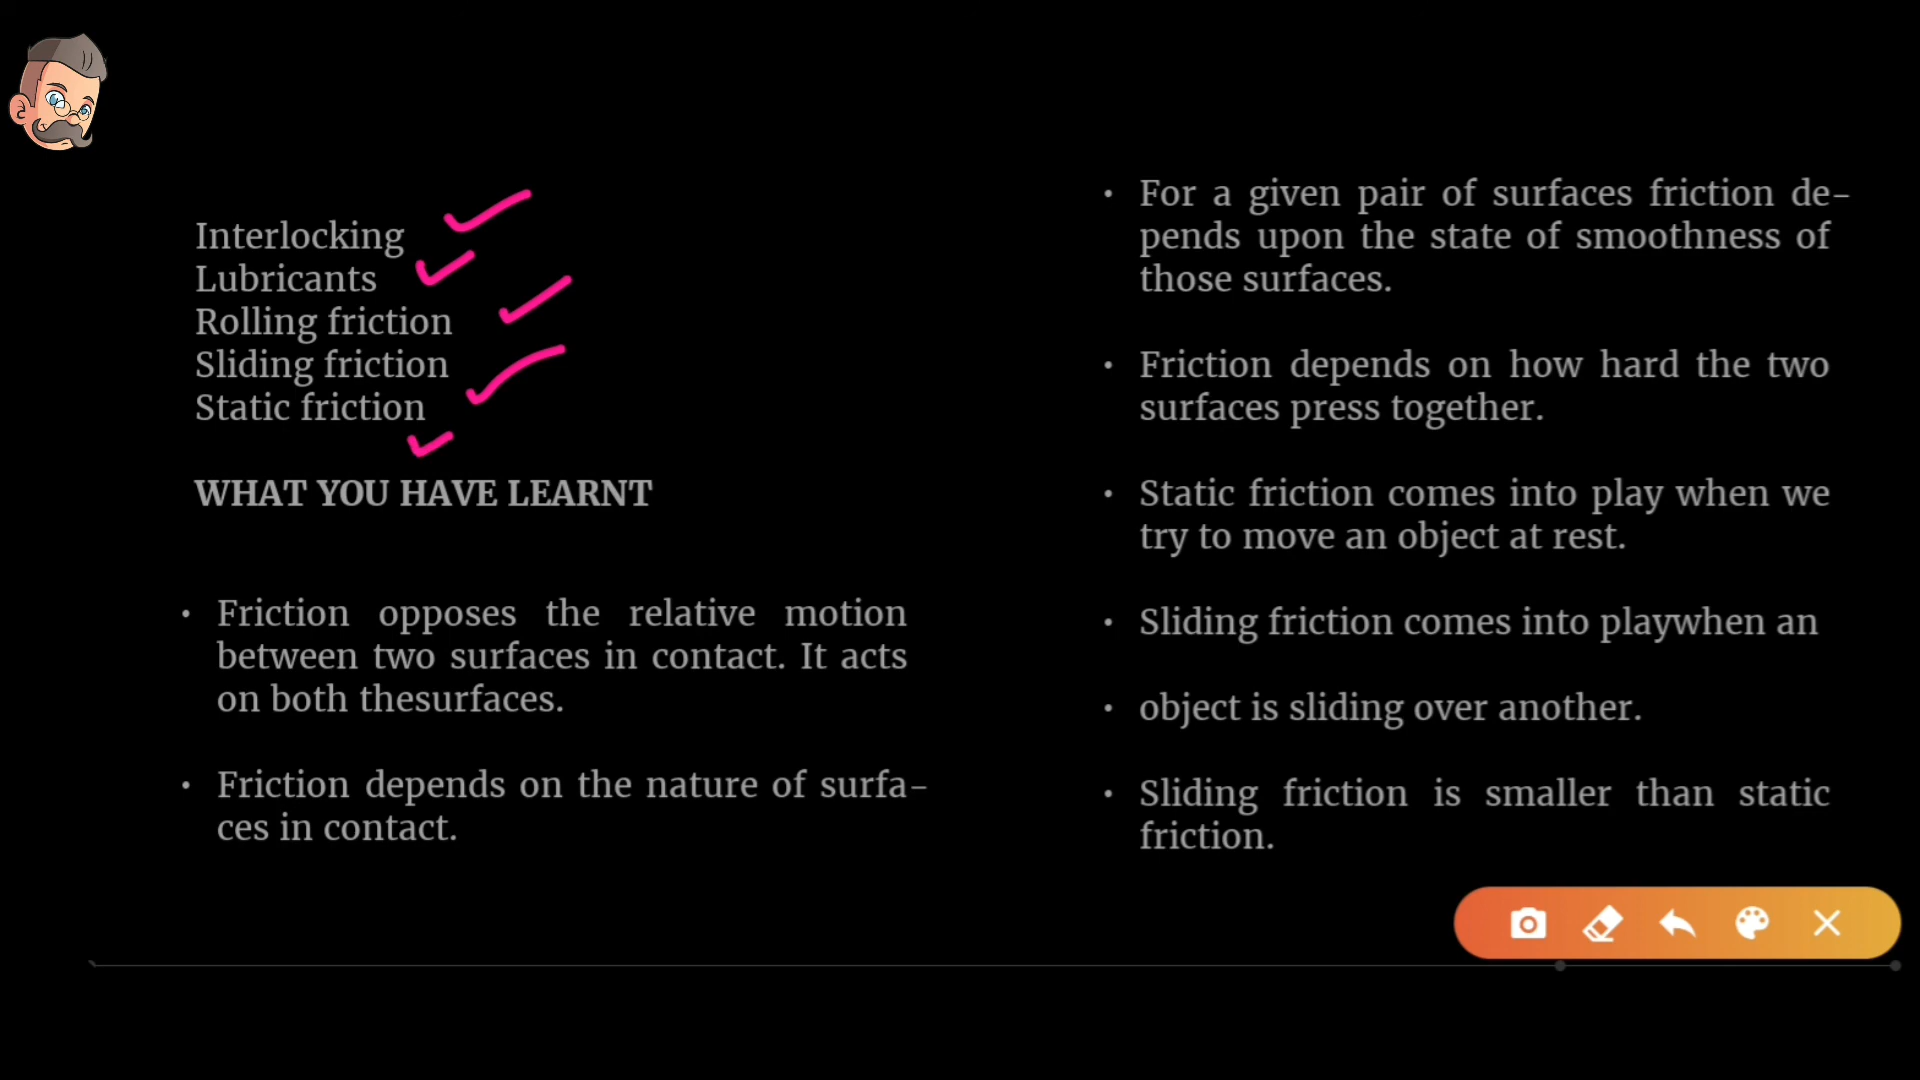 Interlocking
Lubricants
Rolling friction
Sliding friction
Static friction
WHAT YOU HAVE LEARNT
• Friction opposes the relative motion
between two surfaces in contact. It acts
on both thesurfaces.
• Friction depends on the nature of surfa-
ces in contact.
• For a given pair of surfaces friction de-
pends upon the state of smoothness of
those surfaces.
• Friction depends on how hard the two
surfaces press together.
• Static friction comes into play when we
try to move an object at rest.
• Sliding friction comes into playwhen an
• object is sliding over another.
• Sliding friction is smaller than static
friction.